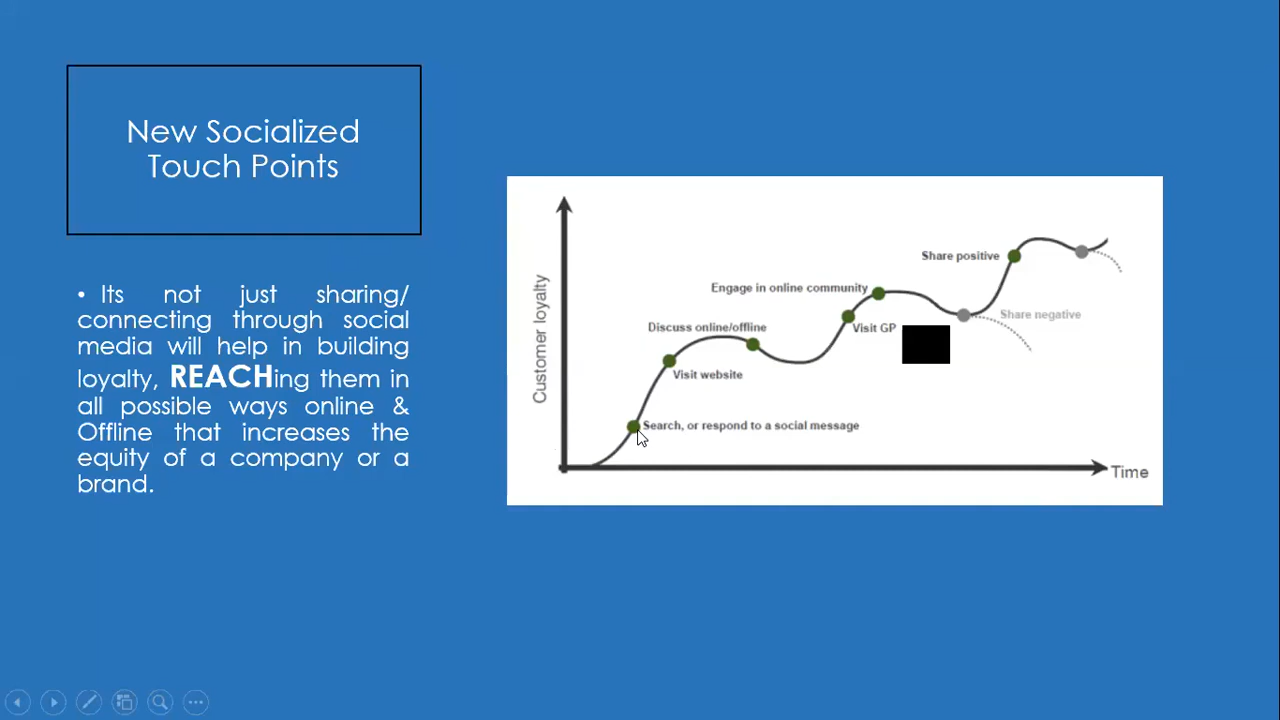 New Socialized
Touch Points
• Its not just sharing/
connecting through social
media will help in building
loyalty, REACHing them in
all possible ways online &
Offline that increases the
equity of a company or a
brand.
Customer loyalty
Share positive
Engage in online community
Share negative
Discuss online/offline
Visit GP
Visit website
Search, or respond to a social message
Time